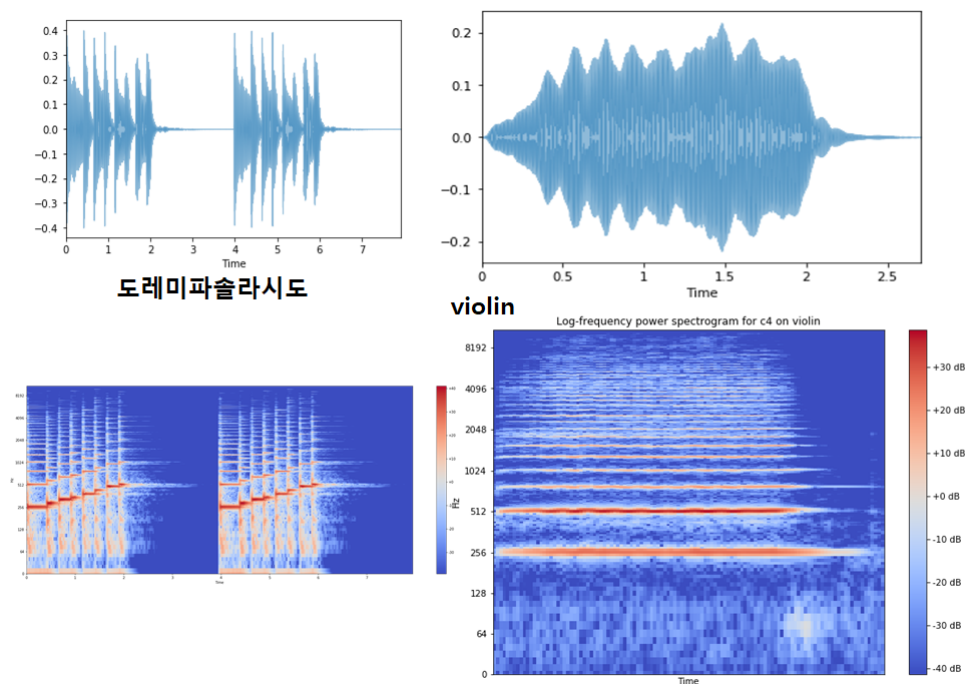 0.4
0.3
0.2
0.1
0.0
−0.1
−0.2
−0.3
−0.4
0 1 2 3 4 5 6 7
Time
도레미파솔라시도
0.2
0.1
0.0
−0.1
−0.2
0 0.5 1 1.5 2 2.5
Time
violin
Log-frequency power spectrogram for c4 on violin
8192
4096
2048
1024
512
256
128
64
0
Hz
Time
+30 dB
+20 dB
+10 dB
+0 dB
-10 dB
-20 dB
-30 dB
-40 dB